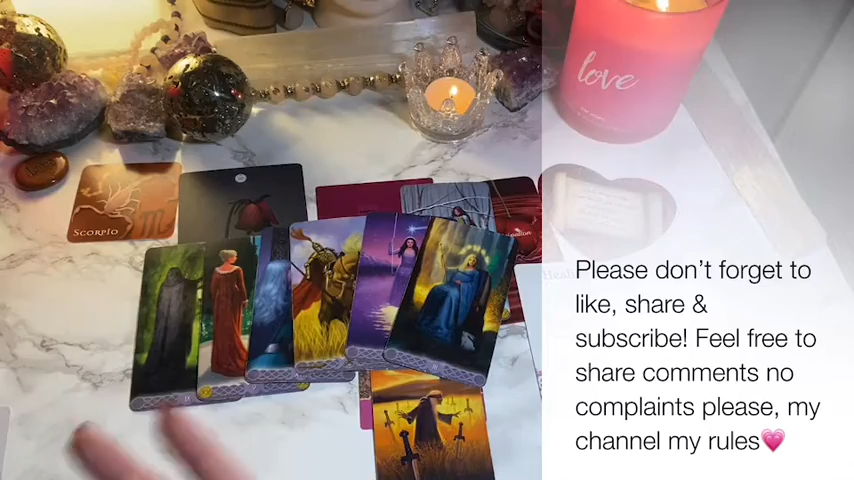 love
SCORPIO
Please don't forget to
like, share &
subscribe! Feel free to
share comments no
complaints please, my
channel my rules💗